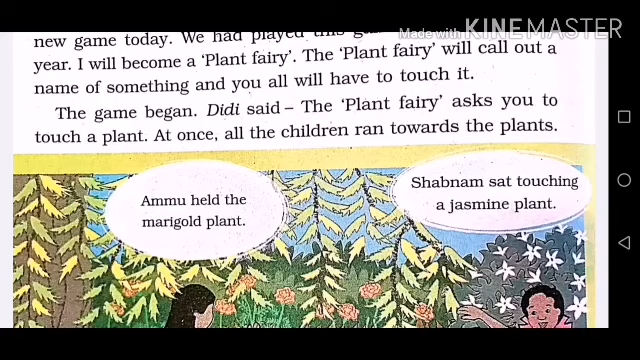 Made with KINEMASTER
new game today. We had played this
year. I will become a 'Plant fairy'. The 'Plant fairy' will call out a
name of something and you all will have to touch it.
The game began. Didi said – The 'Plant fairy' asks you to
touch a plant. At once, all the children ran towards the plants.
Ammu held the
marigold plant.
Shabnam sat touching
a jasmine plant.